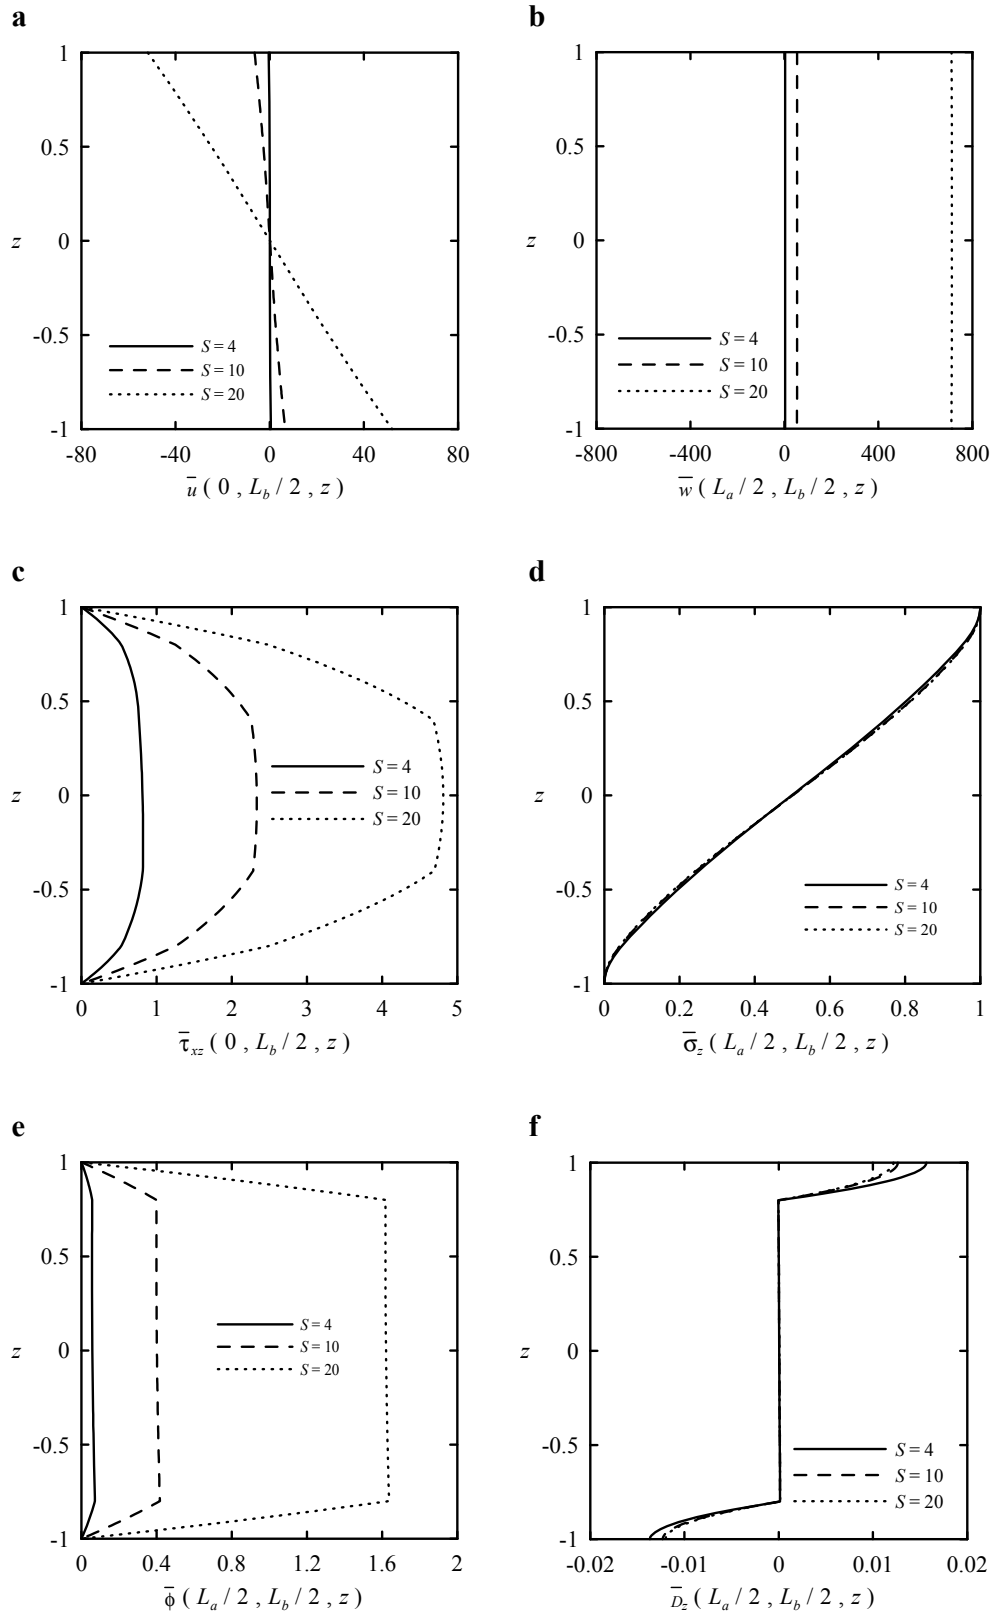 a
1
0.5
z
0
-0.5
S = 4
S = 10
S = 20
-1
-80 -40 0 40 80
u̅ ( 0 , L_b / 2 , z )
b
1
0.5
z
0
-0.5
S = 4
S = 10
S = 20
-1
-800 -400 0 400 800
w̅ ( L_a / 2 , L_b / 2 , z )
c
1
0.5
S = 4
z
0
S = 10
S = 20
-0.5
-1
0 1 2 3 4 5
τ̅_xz ( 0 , L_b / 2 , z )
d
1
0.5
z
0
-0.5
S = 4
S = 10
S = 20
-1
0 0.2 0.4 0.6 0.8 1
σ̅_z ( L_a / 2 , L_b / 2 , z )
e
1
0.5
S = 4
z
0
S = 10
S = 20
-0.5
-1
0 0.4 0.8 1.2 1.6 2
ϕ̅ ( L_a / 2 , L_b / 2 , z )
f
1
0.5
z
0
-0.5
S = 4
S = 10
S = 20
-1
-0.02 -0.01 0 0.01 0.02
D̅_z ( L_a / 2 , L_b / 2 , z )